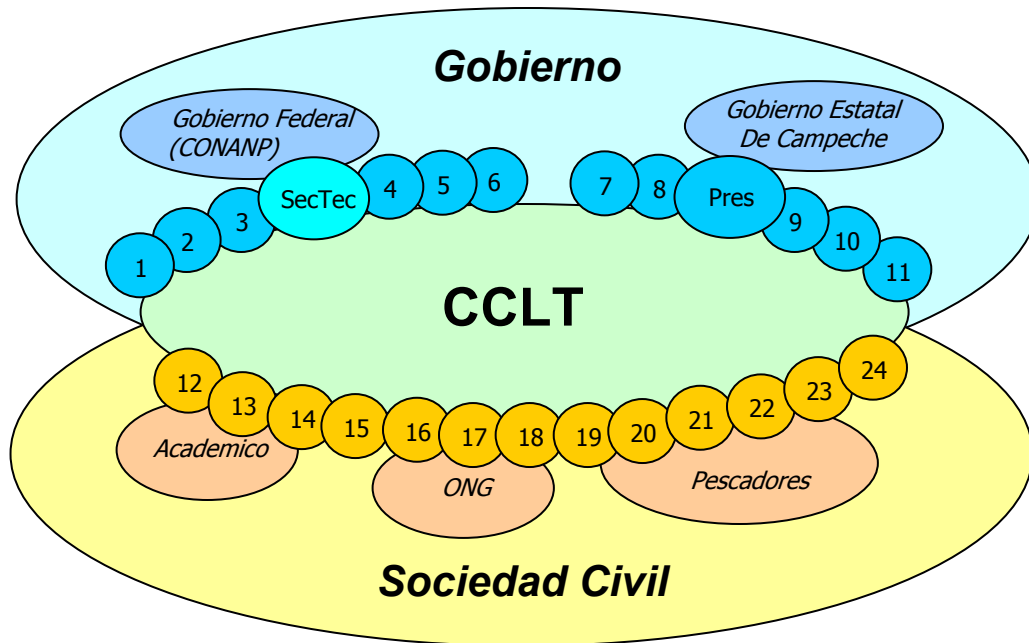 Gobierno
Gobierno Federal
(CONANP)
Gobierno Estatal
De Campeche
1
2
3
SecTec
4
5
6
7
8
Pres
9
10
11
CCLT
12
13
14
15
16
17
18
19
20
21
22
23
24
Academico
ONG
Pescadores
Sociedad Civil